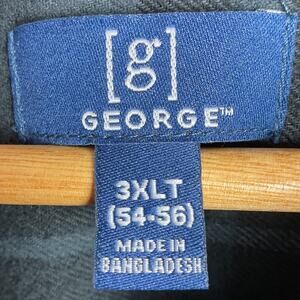 [g]
GEORGE™
3XLT
(54-56)
MADE IN
BANGLADESH